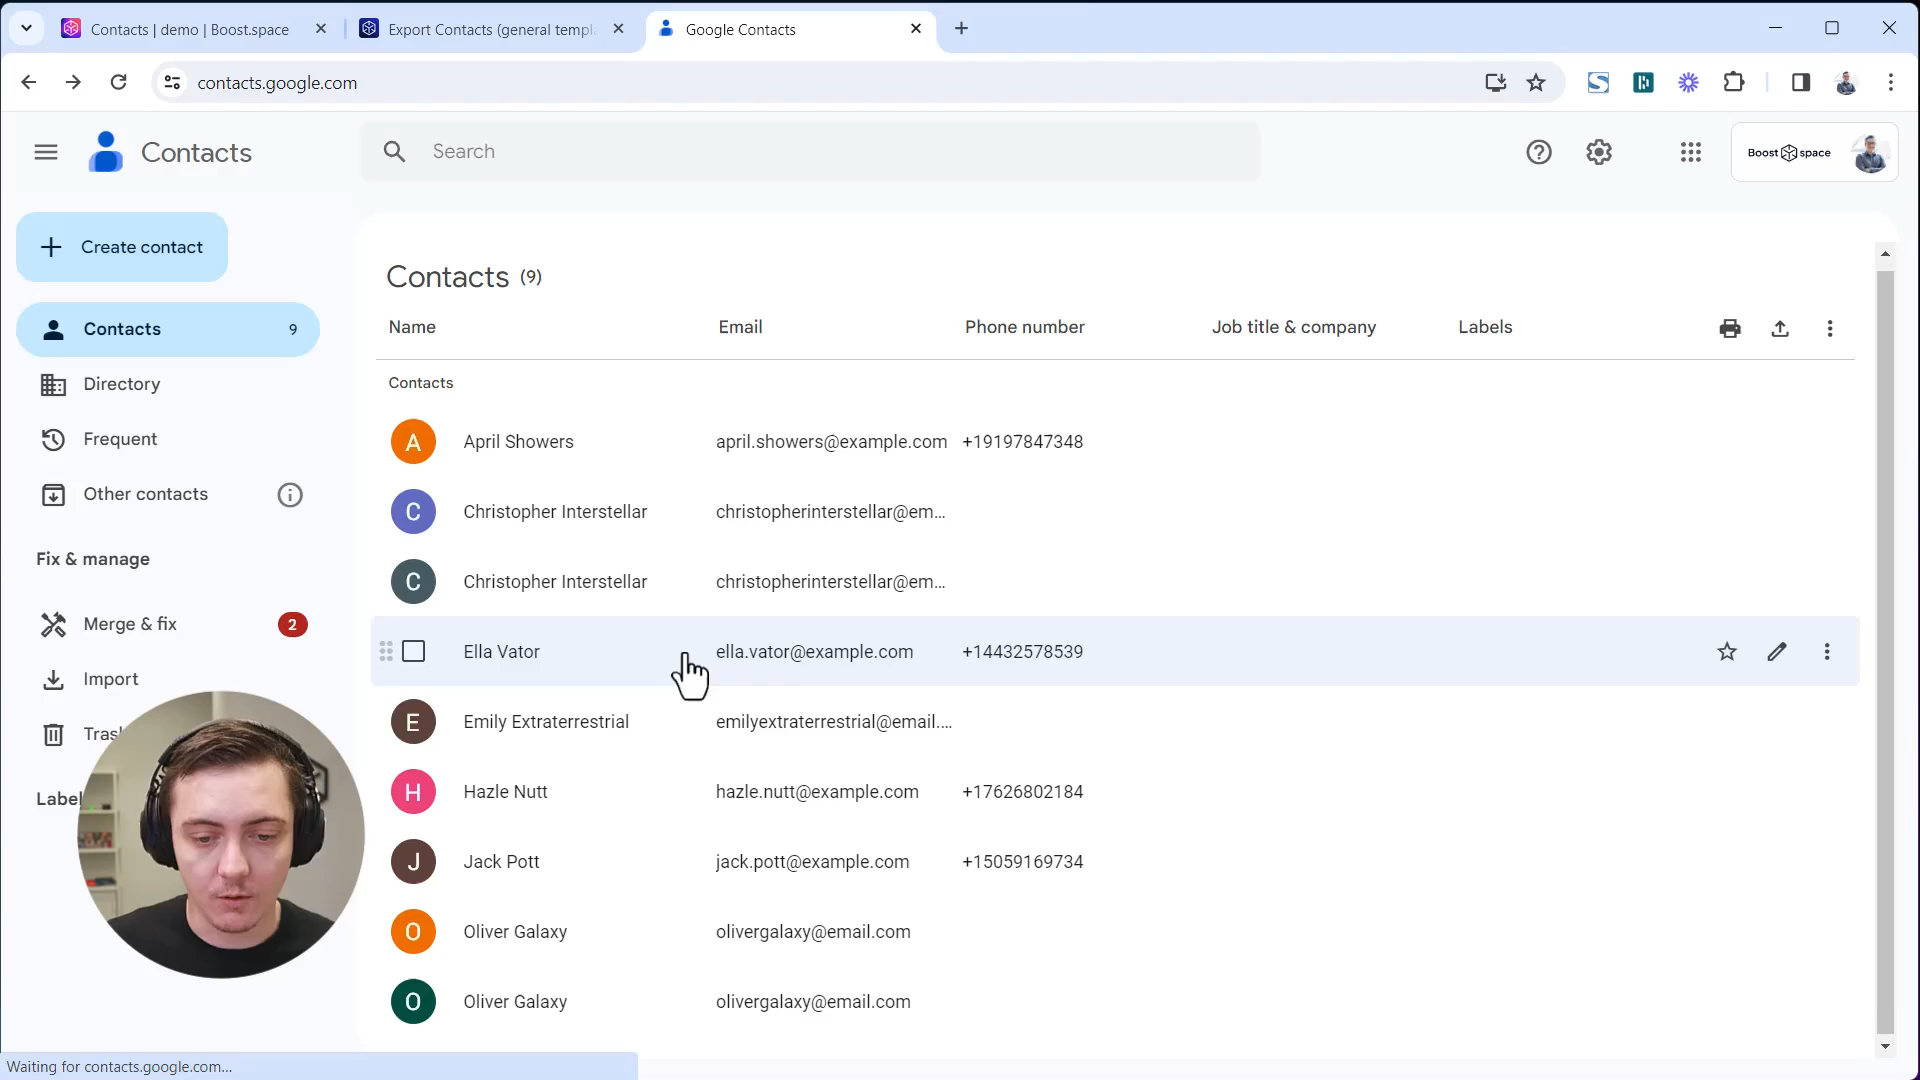 Contacts | demo | Boost.space
Export Contacts (general templ
Google Contacts
contacts.google.com
Contacts
Search
Boost space
Create contact
Contacts 9
Directory
Frequent
Other contacts
Fix & manage
Merge & fix 2
Import
Tras
Label
Contacts (9)
Name Email Phone number Job title & company Labels
Contacts
A April Showers april.showers@example.com +19197847348
C Christopher Interstellar christopherinterstellar@em...
C Christopher Interstellar christopherinterstellar@em...
Ella Vator ella.vator@example.com +14432578539
E Emily Extraterrestrial emilyextraterrestrial@email....
H Hazle Nutt hazle.nutt@example.com +17626802184
J Jack Pott jack.pott@example.com +15059169734
O Oliver Galaxy olivergalaxy@email.com
O Oliver Galaxy olivergalaxy@email.com
Waiting for contacts.google.com...